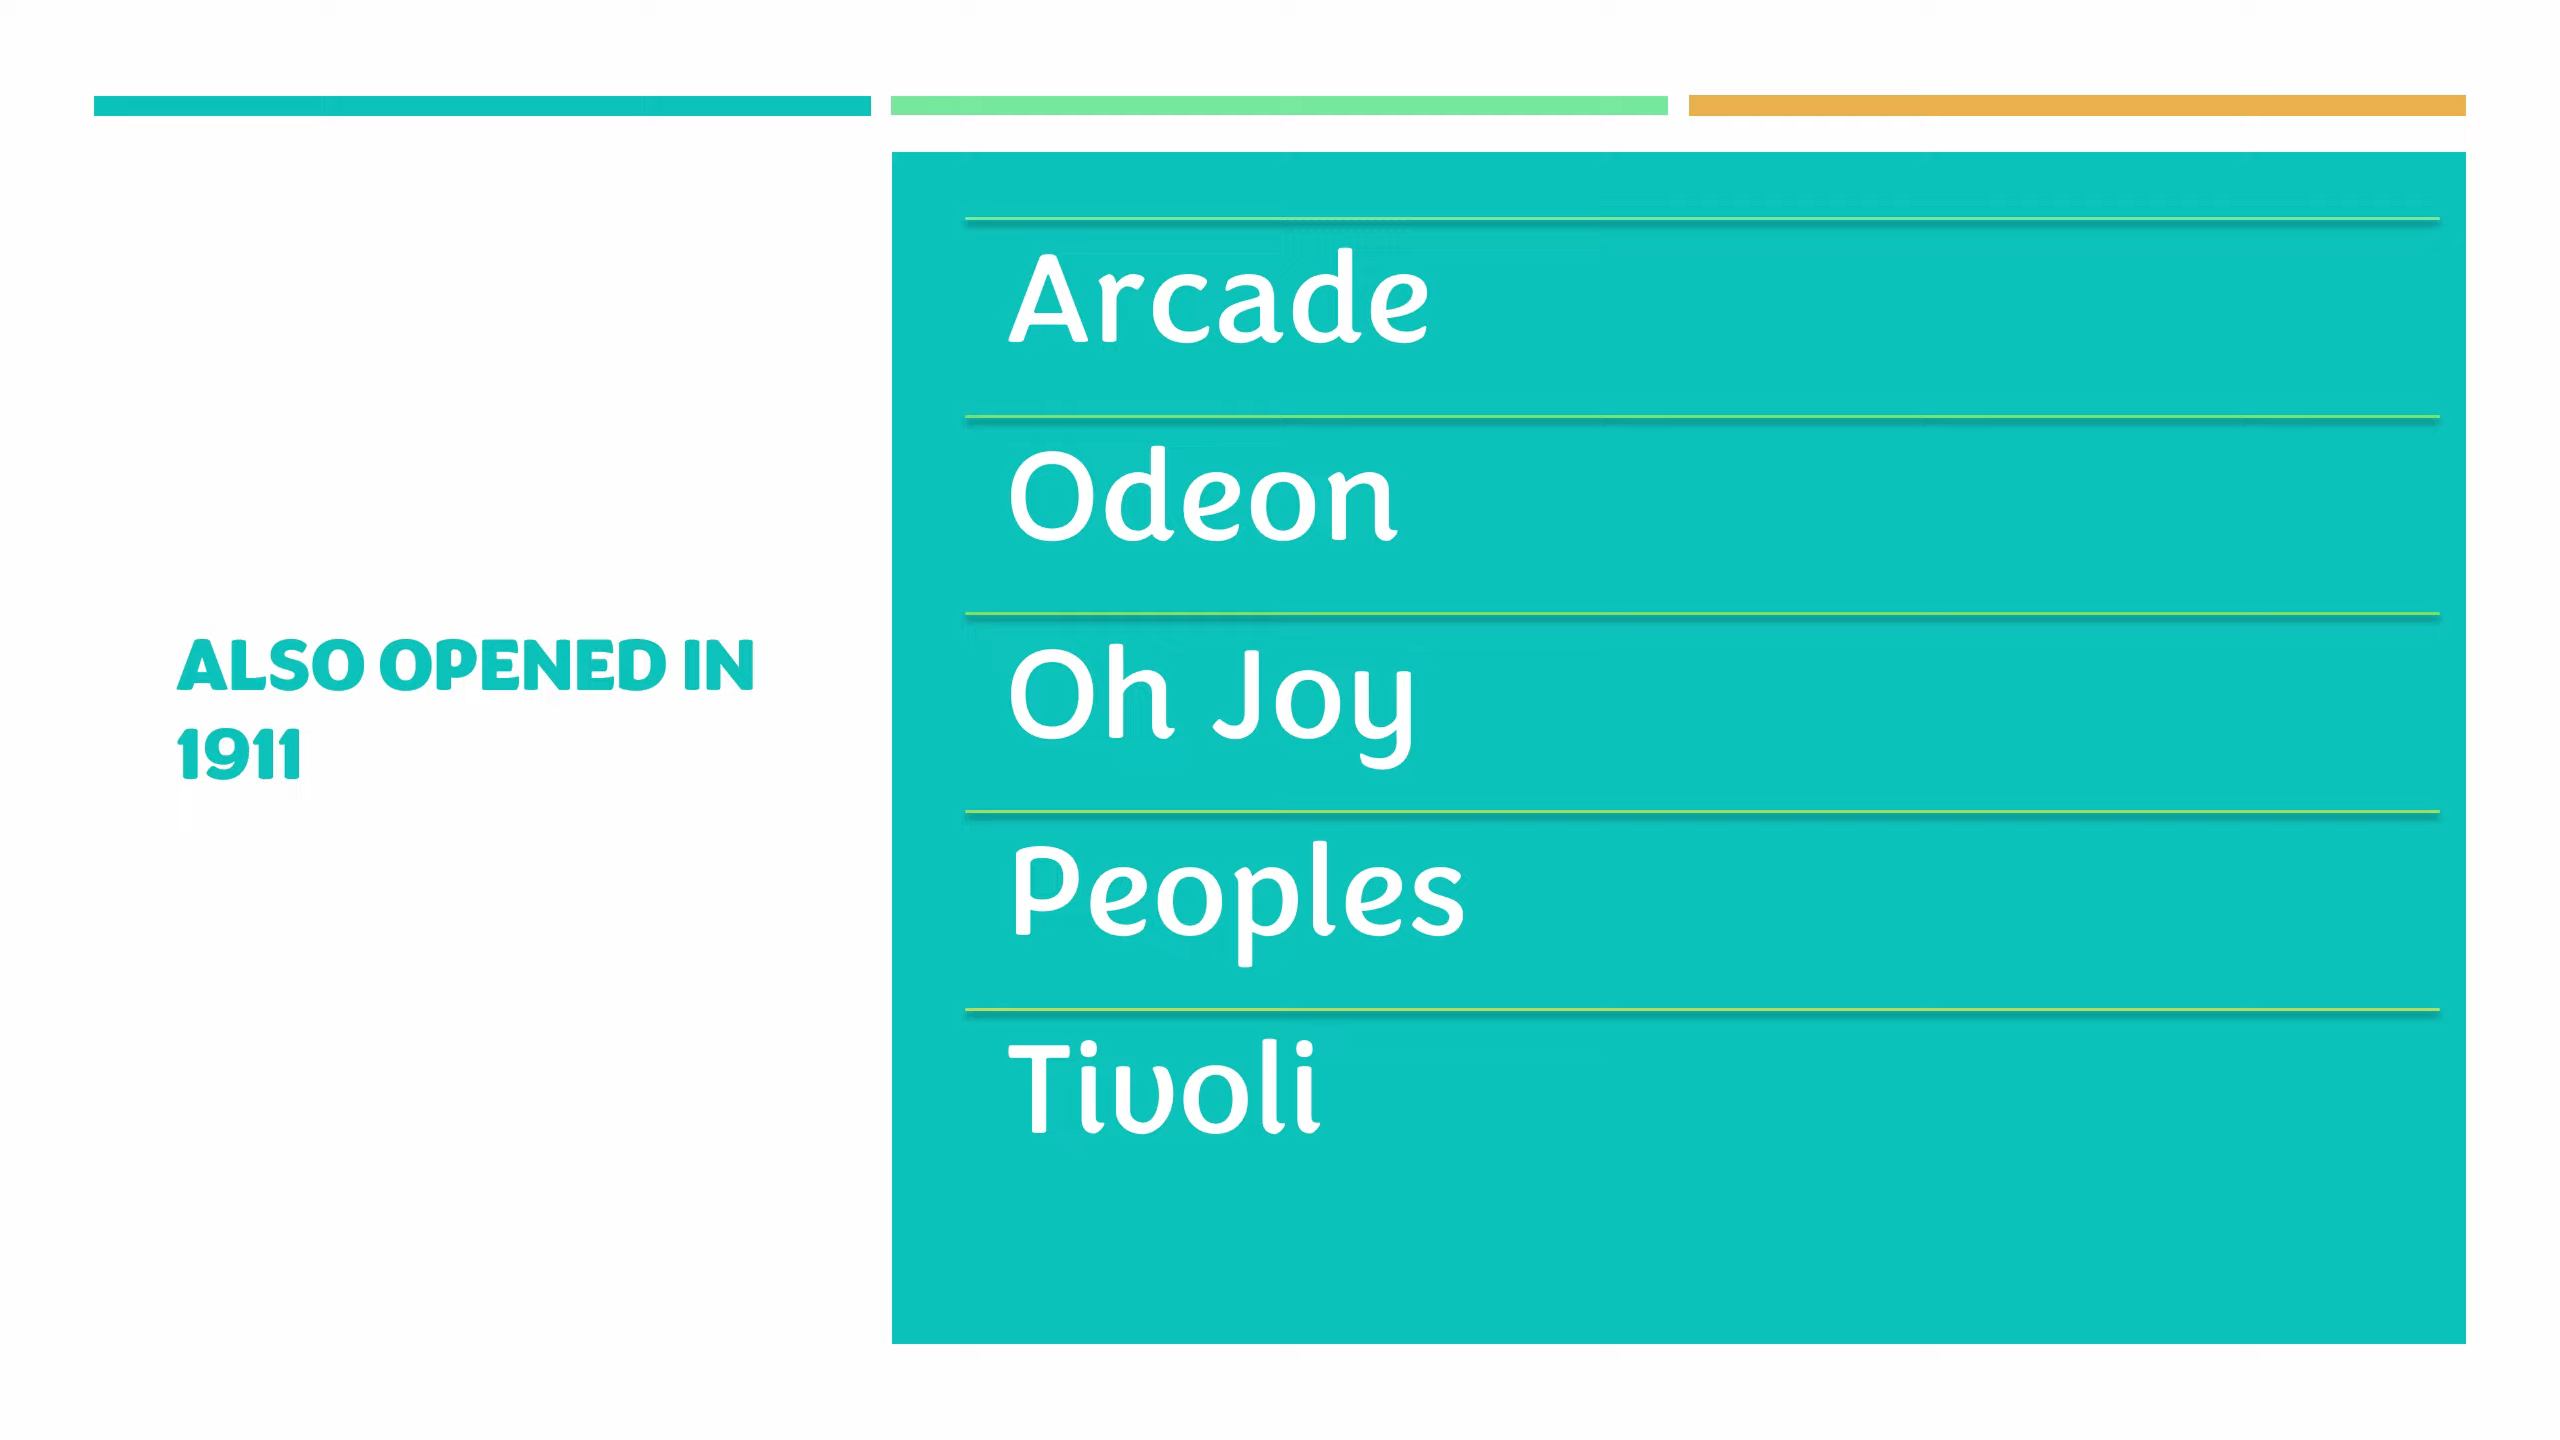 ALSO OPENED IN
1911
Arcade
Odeon
Oh Joy
Peoples
Tivoli